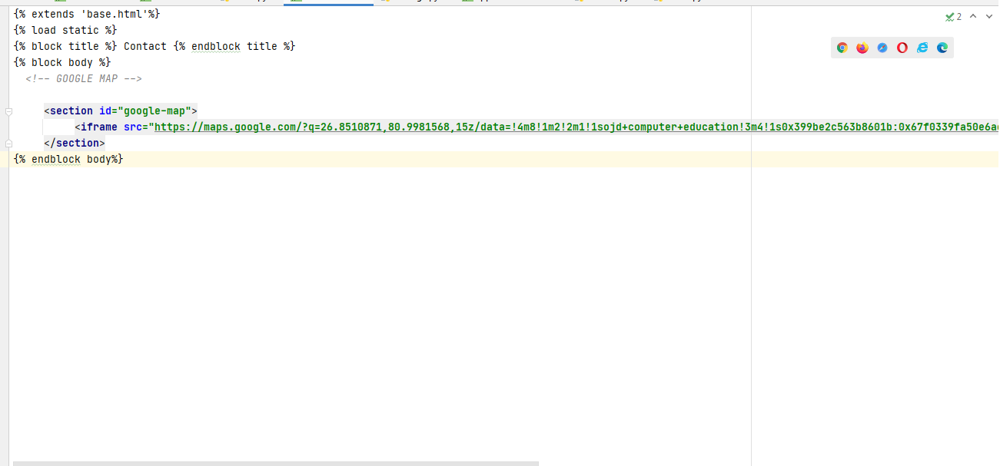 {% extends 'base.html'%}
{% load static %}
2
{% block title %} Contact {% endblock title %}
{% block body %}
<!-- GOOGLE MAP -->
<section id="google-map">
<iframe src="https://maps.google.com/?q=26.8510871,80.9981568,15z/data=!4m8!1m2!2m1!1sojd+computer+education!3m4!1s0x399be2c563b8601b:0x67f0339fa50e6a
</section>
{% endblock body%}